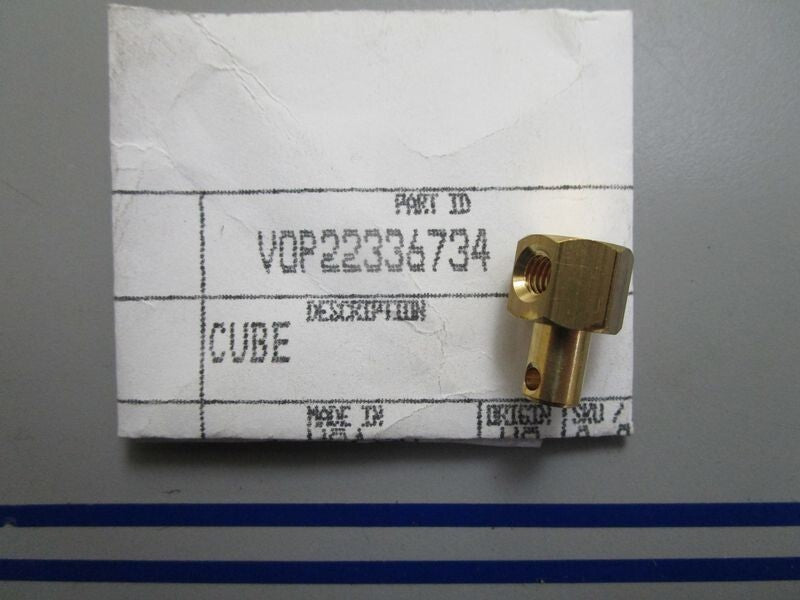 PART ID
VOP22336734
DESCRIPTION
CUBE
MADE IN ORIGIN SKU /